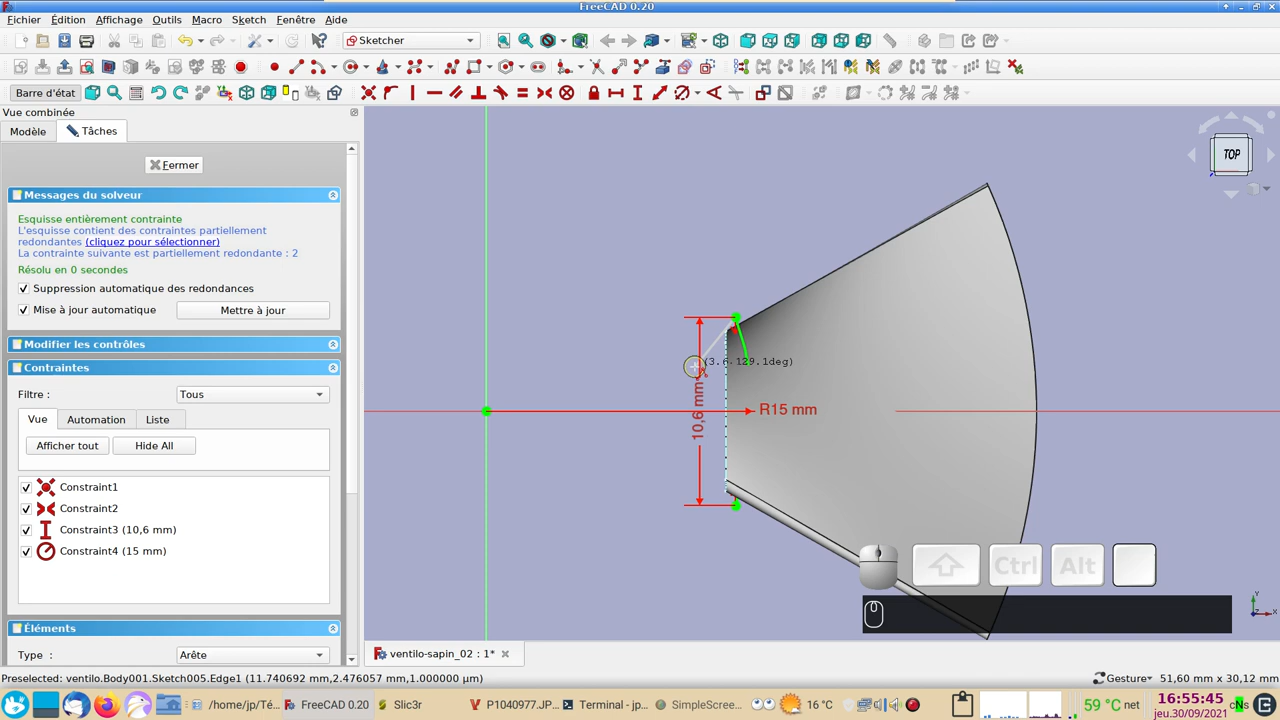 FreeCAD 0.20
Fichier Édition Affichage Outils Macro Sketch Fenêtre Aide
Sketcher
Barre d'état
Vue combinée
Modèle Tâches
Fermer
Messages du solveur
Esquisse entièrement contrainte
L'esquisse contient des contraintes partiellement
redondantes (cliquez pour sélectionner)
La contrainte suivante est partiellement redondante : 2
Résolu en 0 secondes
Suppression automatique des redondances
Mise à jour automatique Mettre à jour
Modifier les contrôles
Contraintes
Filtre : Tous
Vue Automation Liste
Afficher tout Hide All
Constraint1
Constraint2
Constraint3 (10,6 mm)
Constraint4 (15 mm)
Éléments
Type : Arête
TOP
10,6 mm
R15 mm
Ctrl Alt
Y
X
ventilo-sapin_02 : 1*
Preselected: ventilo.Body001.Sketch005.Edge1 (11.740692 mm,2.476057 mm,1.000000 µm)
Gesture 51,60 mm x 30,12 mm
/home/jp/Té... FreeCAD 0.20 Slic3r P1040977.JP... Terminal - jp... SimpleScree... 16 °C
59 °C net
16:55:45
jeu.30/09/2021
cNs